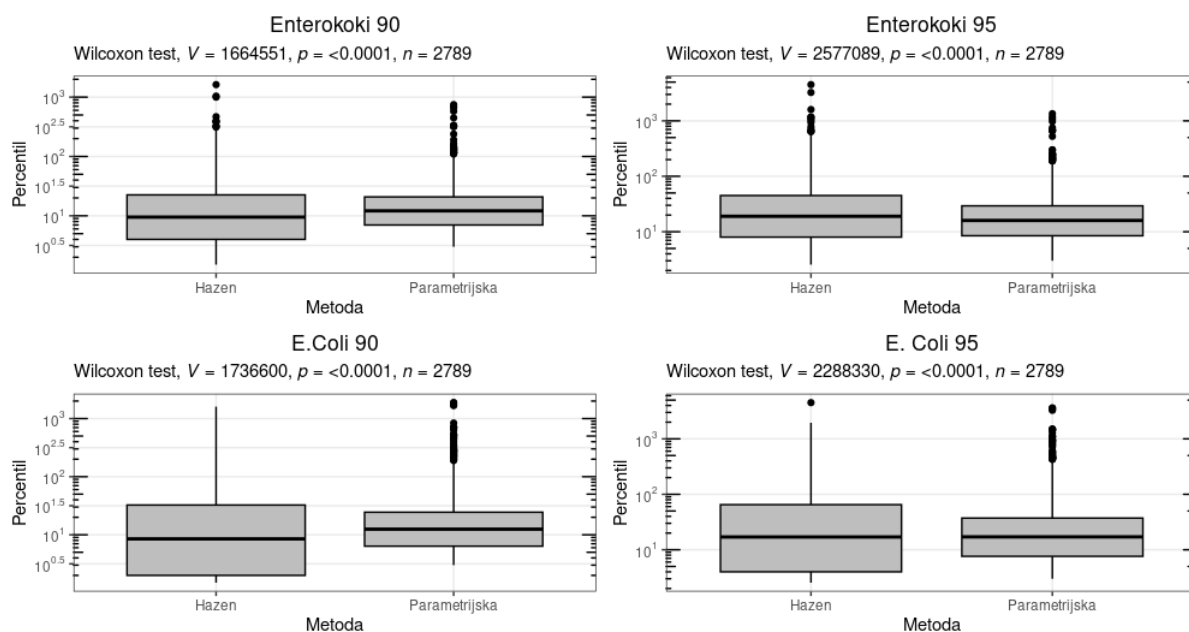 Enterokoki 90
Wilcoxon test, V = 1664551, p = <0.0001, n = 2789
Percentil
10^3
10^2.5
10^2
10^1.5
10^1
10^0.5
Hazen Parametrijska
Metoda
Enterokoki 95
Wilcoxon test, V = 2577089, p = <0.0001, n = 2789
Percentil
10^3
10^2
10^1
Hazen Parametrijska
Metoda
E.Coli 90
Wilcoxon test, V = 1736600, p = <0.0001, n = 2789
Percentil
10^3
10^2.5
10^2
10^1.5
10^1
10^0.5
Hazen Parametrijska
Metoda
E. Coli 95
Wilcoxon test, V = 2288330, p = <0.0001, n = 2789
Percentil
10^3
10^2
10^1
Hazen Parametrijska
Metoda